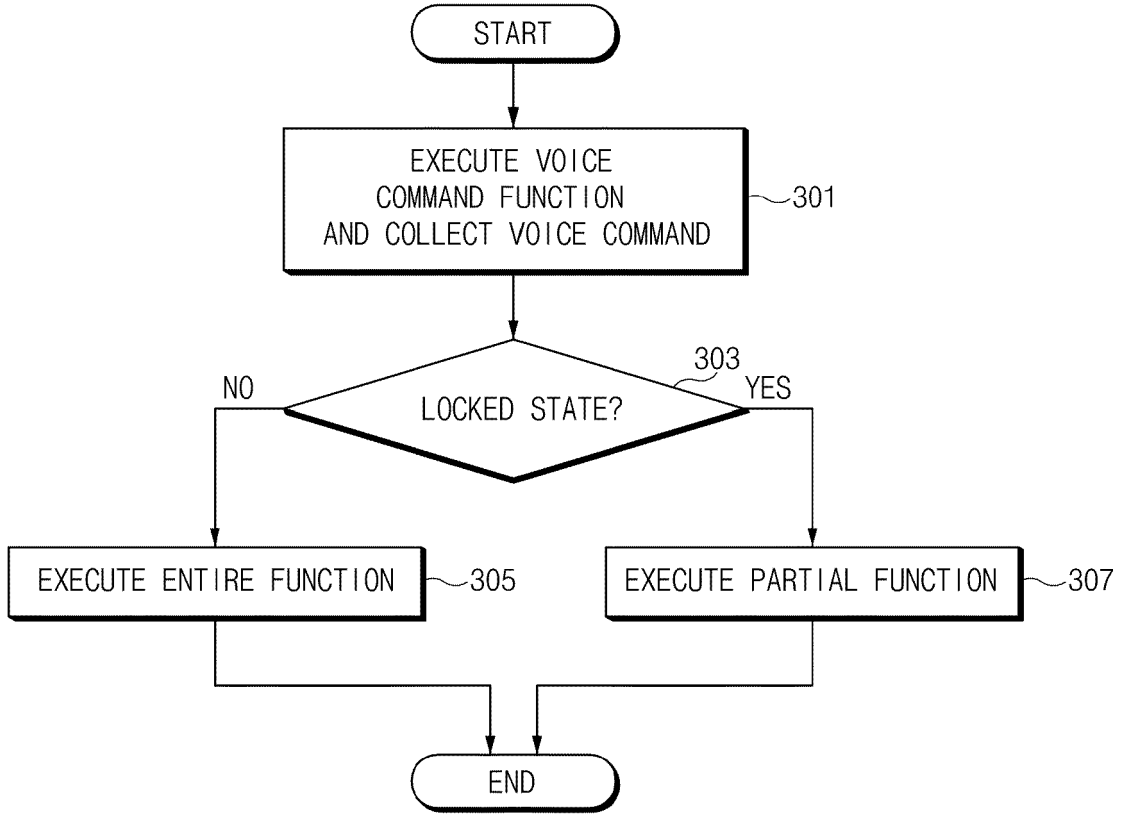 START
EXECUTE VOICE
COMMAND FUNCTION
AND COLLECT VOICE COMMAND
301
303
NO
YES
LOCKED STATE?
EXECUTE ENTIRE FUNCTION
305
EXECUTE PARTIAL FUNCTION
307
END